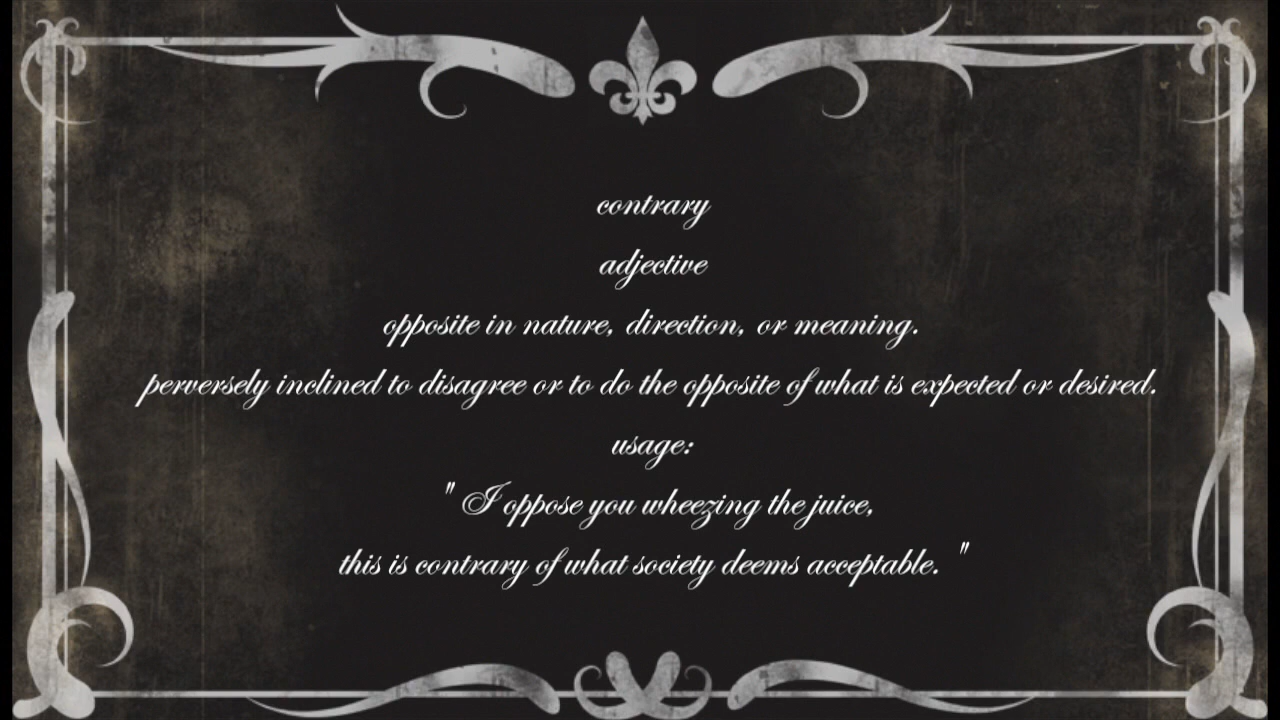 contrary
adjective
opposite in nature, direction, or meaning.
perversely inclined to disagree or to do the opposite of what is expected or desired.
usage:
" I oppose you wheezing the juice,
this is contrary of what society deems acceptable. "